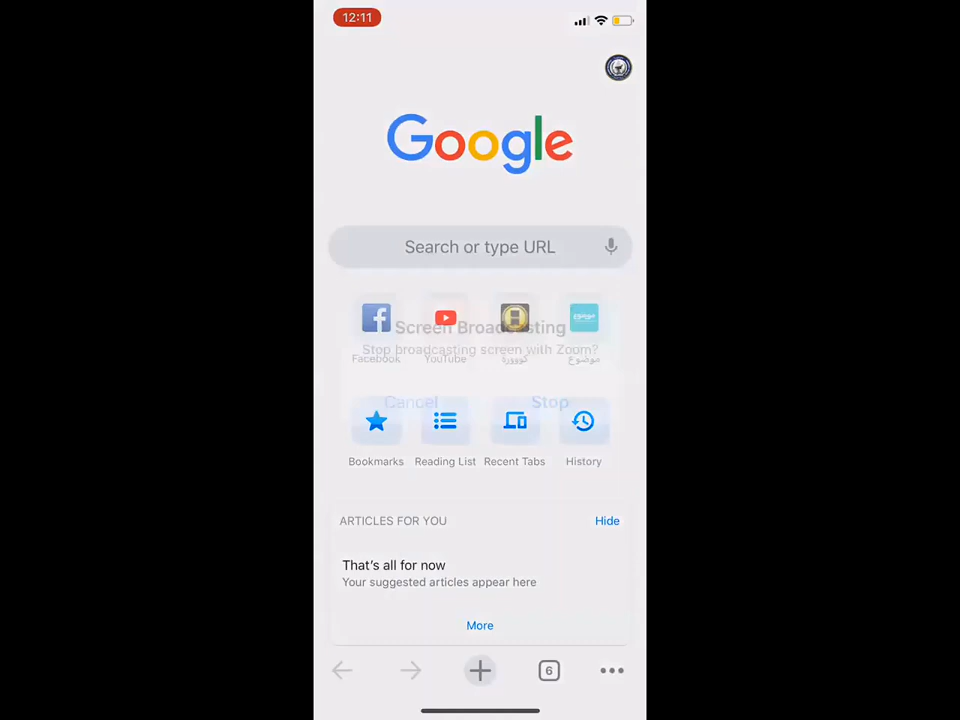 12:11
Google
Search or type URL
Screen Broadcasting
Stop broadcasting screen with Zoom?
Facebook
YouTube
كووورة
موضوع
Cancel
Stop
Bookmarks
Reading List
Recent Tabs
History
ARTICLES FOR YOU
Hide
That's all for now
Your suggested articles appear here
More
6